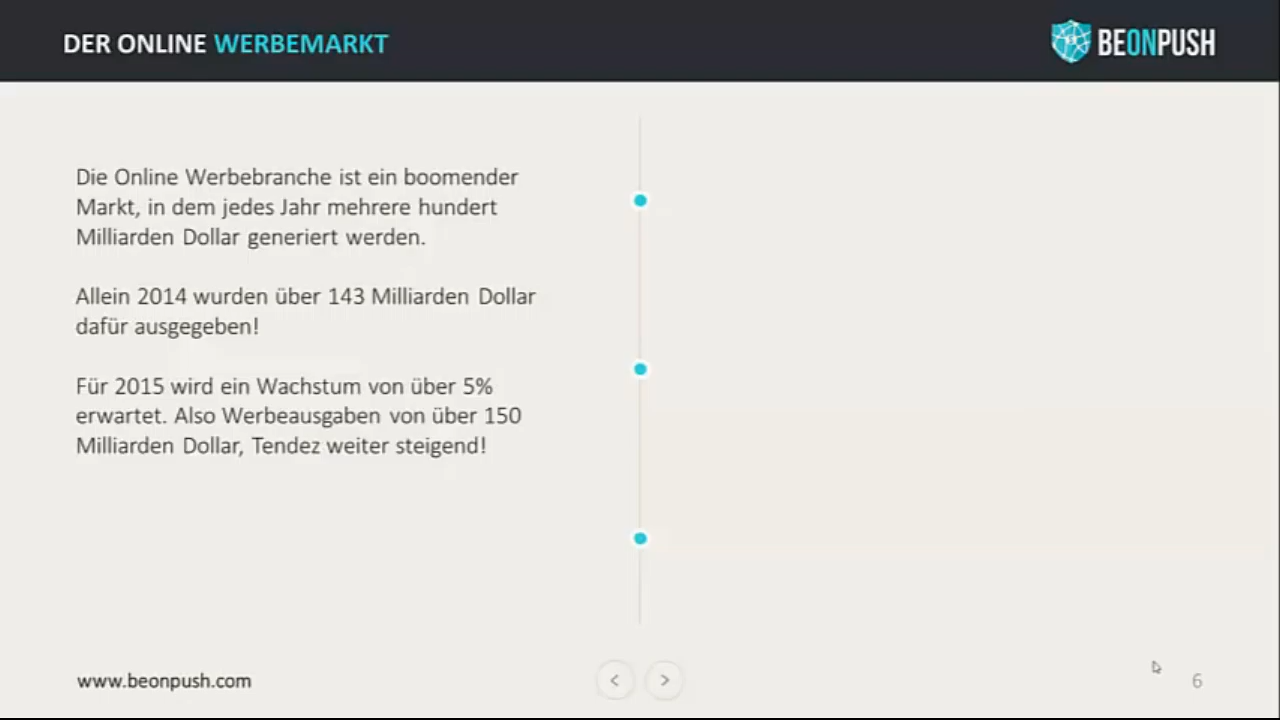 DER ONLINE WERBEMARKT
BEONPUSH
Die Online Werbebranche ist ein boomender
Markt, in dem jedes Jahr mehrere hundert
Milliarden Dollar generiert werden.
Allein 2014 wurden über 143 Milliarden Dollar
dafür ausgegeben!
Für 2015 wird ein Wachstum von über 5%
erwartet. Also Werbeausgaben von über 150
Milliarden Dollar, Tendez weiter steigend!
www.beonpush.com
6